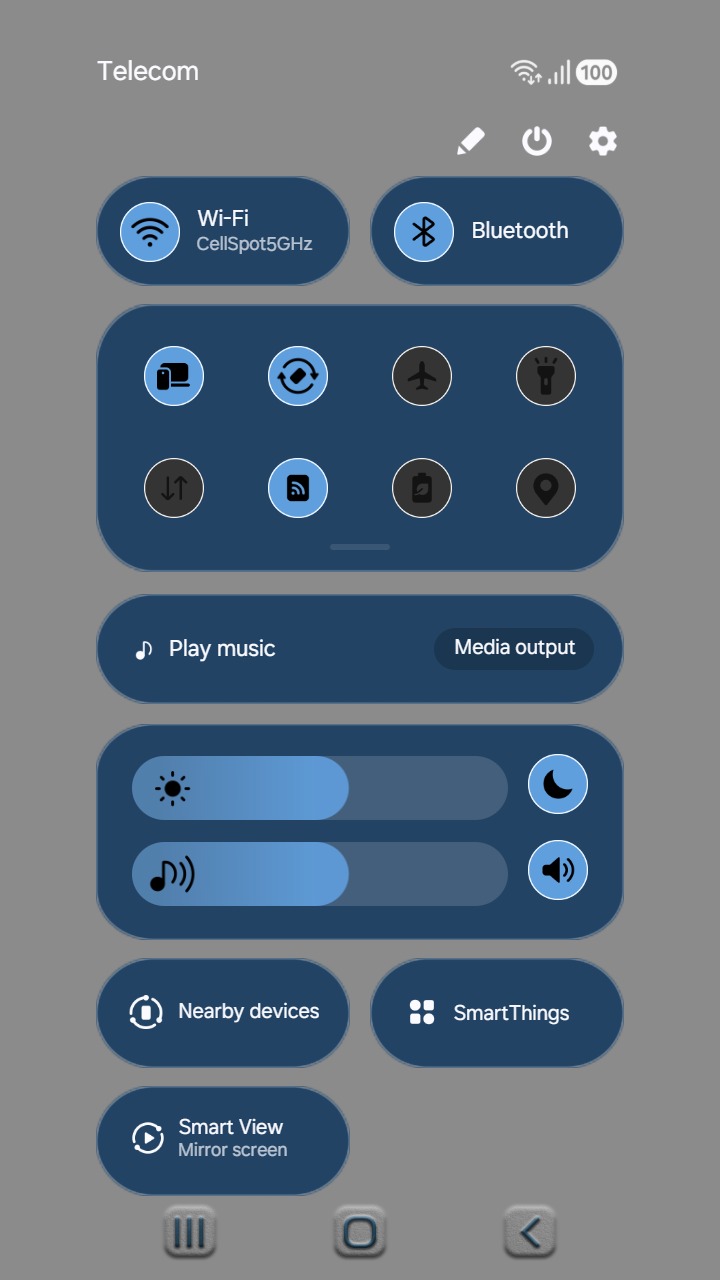 Telecom
100
Wi-Fi
CellSpot5GHz
Bluetooth
Play music
Media output
Nearby devices
SmartThings
Smart View
Mirror screen